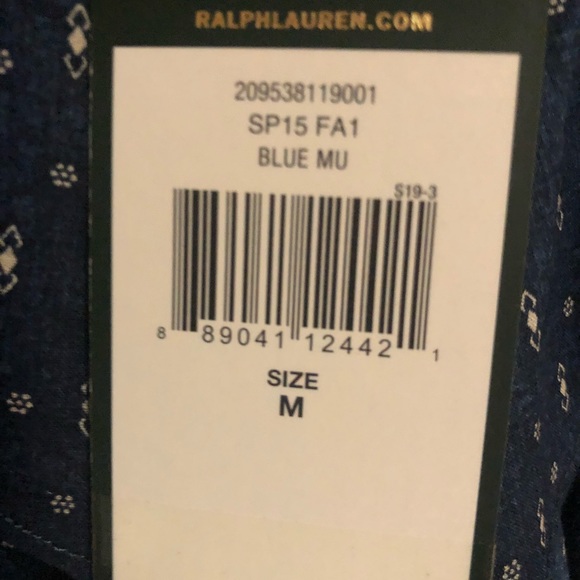 RALPHLAUREN.COM
209538119001
SP15 FA1
BLUE MU
S19-3
8 89041 12442 1
SIZE
M